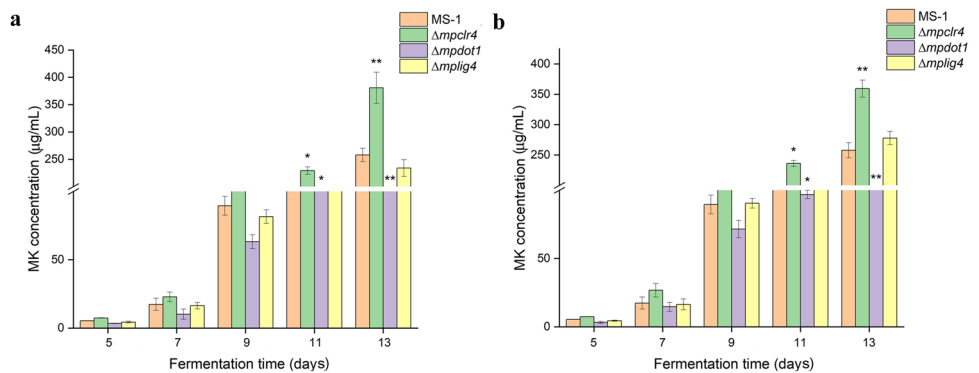 a
MS-1
Δmpclr4
Δmpdot1
Δmplig4
MK concentration (μg/mL)
450
400
350
300
250
50
0
*
*
**
**
5
7
9
11
13
Fermentation time (days)
b
MS-1
Δmpclr4
Δmpdot1
Δmplig4
MK concentration (μg/mL)
450
400
350
300
250
50
0
*
*
**
**
5
7
9
11
13
Fermentation time (days)